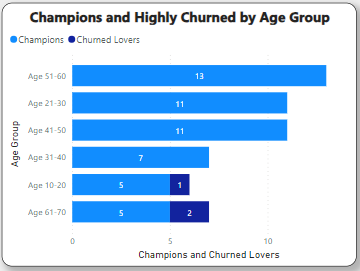 Champions and Highly Churned by Age Group
Champions Churned Lovers
Age 51-60 13
Age 21-30 11
Age 41-50 11
Age 31-40 7
Age 10-20 5 1
Age 61-70 5 2
Age Group
0 5 10
Champions and Churned Lovers